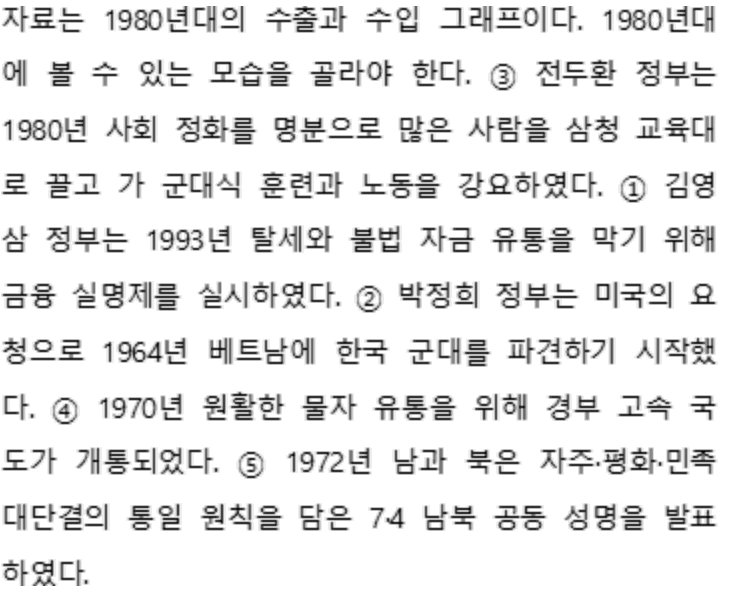 자료는 1980년대의 수출과 수입 그래프이다. 1980년대
에 볼 수 있는 모습을 골라야 한다. ③ 전두환 정부는
1980년 사회 정화를 명분으로 많은 사람을 삼청 교육대
로 끌고 가 군대식 훈련과 노동을 강요하였다. ① 김영
삼 정부는 1993년 탈세와 불법 자금 유통을 막기 위해
금융 실명제를 실시하였다. ② 박정희 정부는 미국의 요
청으로 1964년 베트남에 한국 군대를 파견하기 시작했
다. ④ 1970년 원활한 물자 유통을 위해 경부 고속 국
도가 개통되었다. ⑤ 1972년 남과 북은 자주·평화·민족
대단결의 통일 원칙을 담은 7·4 남북 공동 성명을 발표
하였다.